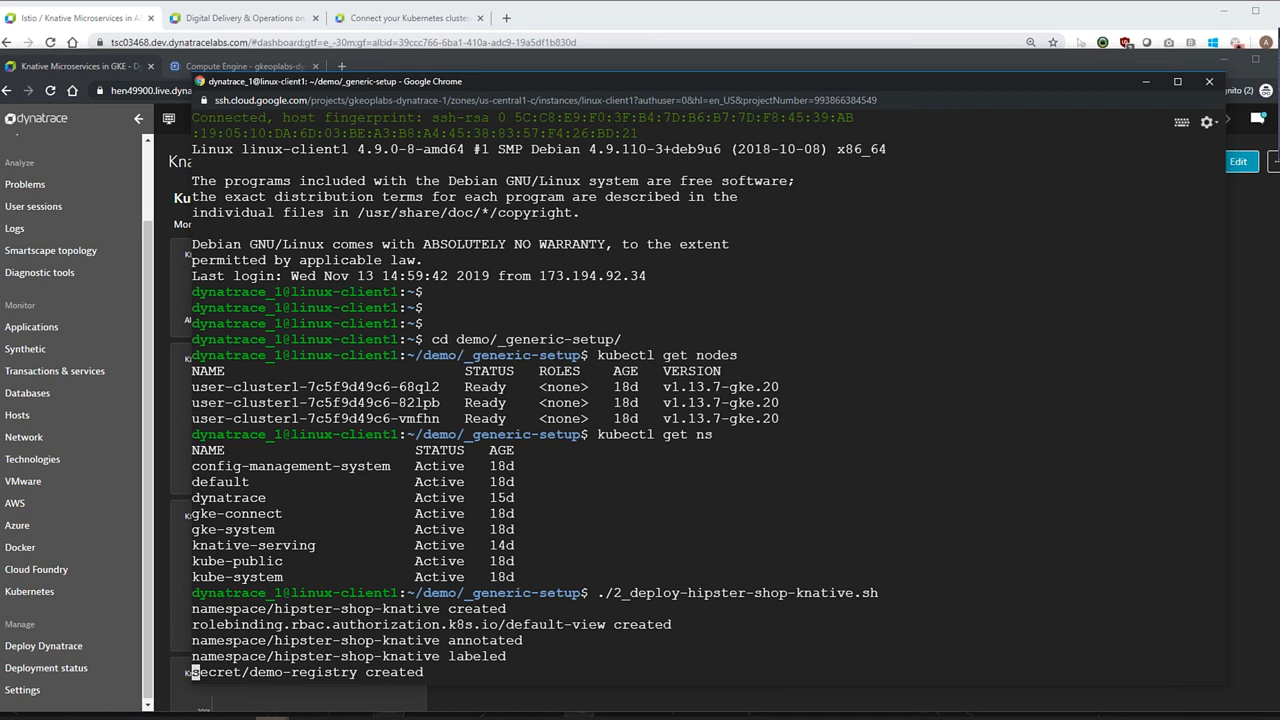 Istio / Knative Microservices in A
Digital Delivery & Operations on
Connect your Kubernetes cluster
tsc03468.dev.dynatracelabs.com/#dashboard;gtf=e_-30m;gf=all;id=39ccc766-6ba1-410a-adc9-19a5df1b830d
Knative Microservices in GKE - Dy
Compute Engine - gkeoplabs-dyn
hen49900.live.dyna
dynatrace_1@linux-client1: ~/demo/_generic-setup - Google Chrome
ognito (2)
ssh.cloud.google.com/projects/gkeoplabs-dynatrace-1/zones/us-central1-c/instances/linux-client1?authuser=0&hl=en_US&projectNumber=993866384549
dynatrace
Edit
Analyze
Problems
User sessions
Logs
Smartscape topology
Diagnostic tools
Monitor
Applications
Synthetic
Transactions & services
Databases
Hosts
Network
Technologies
VMware
AWS
Azure
Docker
Cloud Foundry
Kubernetes
Manage
Deploy Dynatrace
Deployment status
Settings
Kna
Ku
Mor
Connected, host fingerprint: ssh-rsa 0 5C:C8:E9:F0:3F:B4:7D:B6:B7:7D:F8:45:39:AB
:19:05:10:DA:6D:03:BE:A3:B8:A4:45:38:83:57:F4:26:BD:21
Linux linux-client1 4.9.0-8-amd64 #1 SMP Debian 4.9.110-3+deb9u6 (2018-10-08) x86_64
The programs included with the Debian GNU/Linux system are free software;
the exact distribution terms for each program are described in the
individual files in /usr/share/doc/*/copyright.
Debian GNU/Linux comes with ABSOLUTELY NO WARRANTY, to the extent
permitted by applicable law.
Last login: Wed Nov 13 14:59:42 2019 from 173.194.92.34
dynatrace_1@linux-client1:~$
dynatrace_1@linux-client1:~$
dynatrace_1@linux-client1:~$
dynatrace_1@linux-client1:~$ cd demo/_generic-setup/
dynatrace_1@linux-client1:~/demo/_generic-setup$ kubectl get nodes
NAME STATUS ROLES AGE VERSION
user-cluster1-7c5f9d49c6-68ql2 Ready <none> 18d v1.13.7-gke.20
user-cluster1-7c5f9d49c6-82lpb Ready <none> 18d v1.13.7-gke.20
user-cluster1-7c5f9d49c6-vmfhn Ready <none> 18d v1.13.7-gke.20
dynatrace_1@linux-client1:~/demo/_generic-setup$ kubectl get ns
NAME STATUS AGE
config-management-system Active 18d
default Active 18d
dynatrace Active 15d
gke-connect Active 18d
gke-system Active 18d
knative-serving Active 14d
kube-public Active 18d
kube-system Active 18d
dynatrace_1@linux-client1:~/demo/_generic-setup$ ./2_deploy-hipster-shop-knative.sh
namespace/hipster-shop-knative created
rolebinding.rbac.authorization.k8s.io/default-view created
namespace/hipster-shop-knative annotated
namespace/hipster-shop-knative labeled
secret/demo-registry created